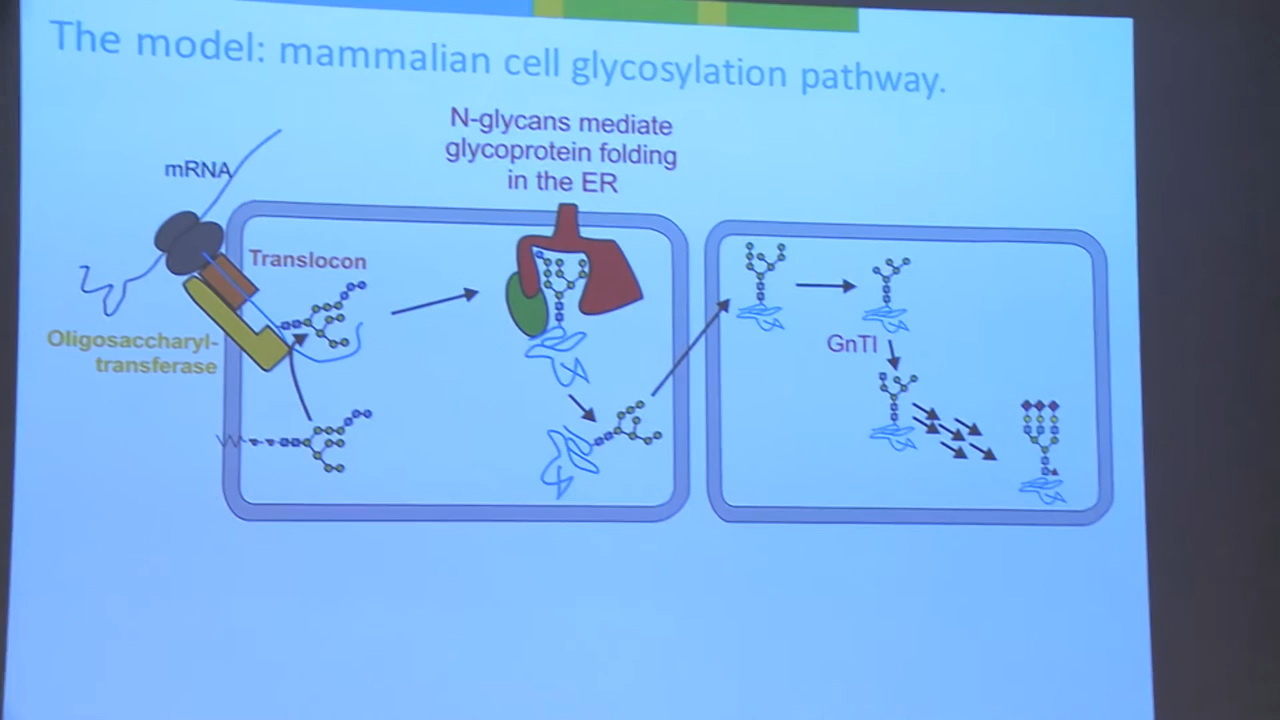 The model: mammalian cell glycosylation pathway.
N-glycans mediate
glycoprotein folding
in the ER
mRNA
Translocon
Oligosaccharyl-
transferase
GnTI